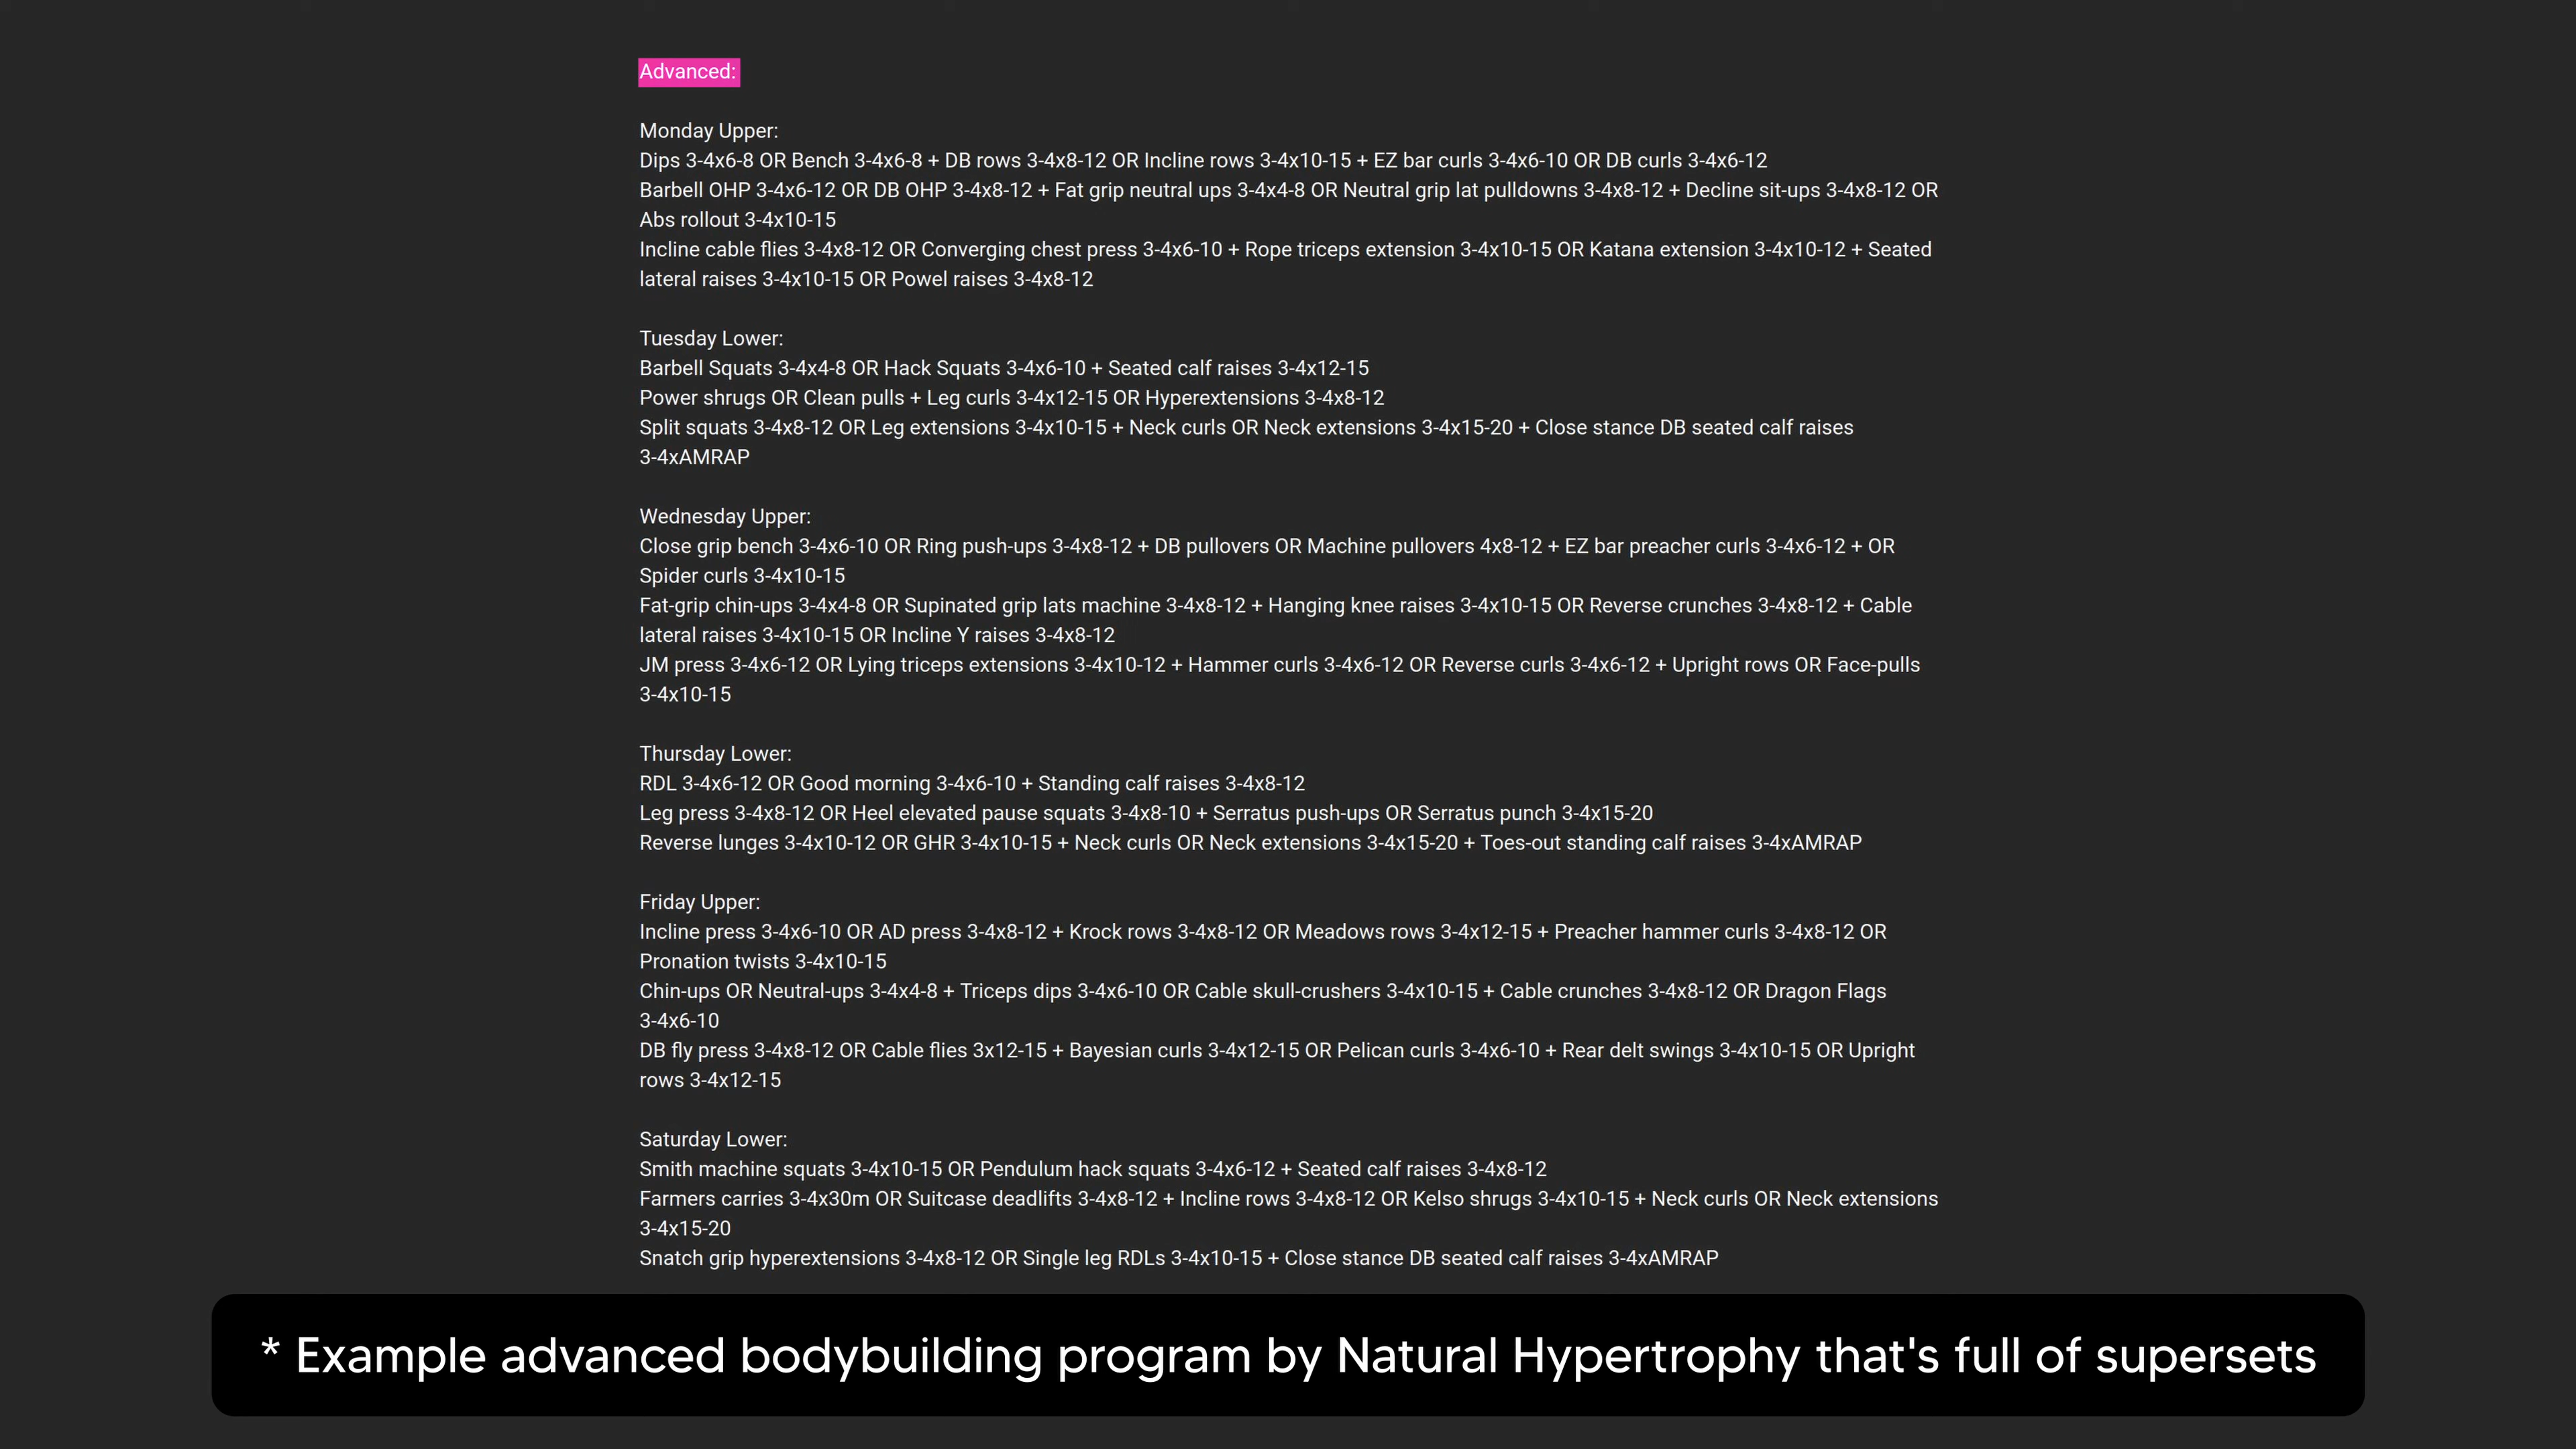 Advanced:
Monday Upper:
Dips 3-4x6-8 OR Bench 3-4x6-8 + DB rows 3-4x8-12 OR Incline rows 3-4x10-15 + EZ bar curls 3-4x6-10 OR DB curls 3-4x6-12
Barbell OHP 3-4x6-12 OR DB OHP 3-4x8-12 + Fat grip neutral ups 3-4x4-8 OR Neutral grip lat pulldowns 3-4x8-12 + Decline sit-ups 3-4x8-12 OR
Abs rollout 3-4x10-15
Incline cable flies 3-4x8-12 OR Converging chest press 3-4x6-10 + Rope triceps extension 3-4x10-15 OR Katana extension 3-4x10-12 + Seated
lateral raises 3-4x10-15 OR Powel raises 3-4x8-12
Tuesday Lower:
Barbell Squats 3-4x4-8 OR Hack Squats 3-4x6-10 + Seated calf raises 3-4x12-15
Power shrugs OR Clean pulls + Leg curls 3-4x12-15 OR Hyperextensions 3-4x8-12
Split squats 3-4x8-12 OR Leg extensions 3-4x10-15 + Neck curls OR Neck extensions 3-4x15-20 + Close stance DB seated calf raises
3-4xAMRAP
Wednesday Upper:
Close grip bench 3-4x6-10 OR Ring push-ups 3-4x8-12 + DB pullovers OR Machine pullovers 4x8-12 + EZ bar preacher curls 3-4x6-12 + OR
Spider curls 3-4x10-15
Fat-grip chin-ups 3-4x4-8 OR Supinated grip lats machine 3-4x8-12 + Hanging knee raises 3-4x10-15 OR Reverse crunches 3-4x8-12 + Cable
lateral raises 3-4x10-15 OR Incline Y raises 3-4x8-12
JM press 3-4x6-12 OR Lying triceps extensions 3-4x10-12 + Hammer curls 3-4x6-12 OR Reverse curls 3-4x6-12 + Upright rows OR Face-pulls
3-4x10-15
Thursday Lower:
RDL 3-4x6-12 OR Good morning 3-4x6-10 + Standing calf raises 3-4x8-12
Leg press 3-4x8-12 OR Heel elevated pause squats 3-4x8-10 + Serratus push-ups OR Serratus punch 3-4x15-20
Reverse lunges 3-4x10-12 OR GHR 3-4x10-15 + Neck curls OR Neck extensions 3-4x15-20 + Toes-out standing calf raises 3-4xAMRAP
Friday Upper:
Incline press 3-4x6-10 OR AD press 3-4x8-12 + Krock rows 3-4x8-12 OR Meadows rows 3-4x12-15 + Preacher hammer curls 3-4x8-12 OR
Pronation twists 3-4x10-15
Chin-ups OR Neutral-ups 3-4x4-8 + Triceps dips 3-4x6-10 OR Cable skull-crushers 3-4x10-15 + Cable crunches 3-4x8-12 OR Dragon Flags
3-4x6-10
DB fly press 3-4x8-12 OR Cable flies 3x12-15 + Bayesian curls 3-4x12-15 OR Pelican curls 3-4x6-10 + Rear delt swings 3-4x10-15 OR Upright
rows 3-4x12-15
Saturday Lower:
Smith machine squats 3-4x10-15 OR Pendulum hack squats 3-4x6-12 + Seated calf raises 3-4x8-12
Farmers carries 3-4x30m OR Suitcase deadlifts 3-4x8-12 + Incline rows 3-4x8-12 OR Kelso shrugs 3-4x10-15 + Neck curls OR Neck extensions
3-4x15-20
Snatch grip hyperextensions 3-4x8-12 OR Single leg RDLs 3-4x10-15 + Close stance DB seated calf raises 3-4xAMRAP
* Example advanced bodybuilding program by Natural Hypertrophy that's full of supersets